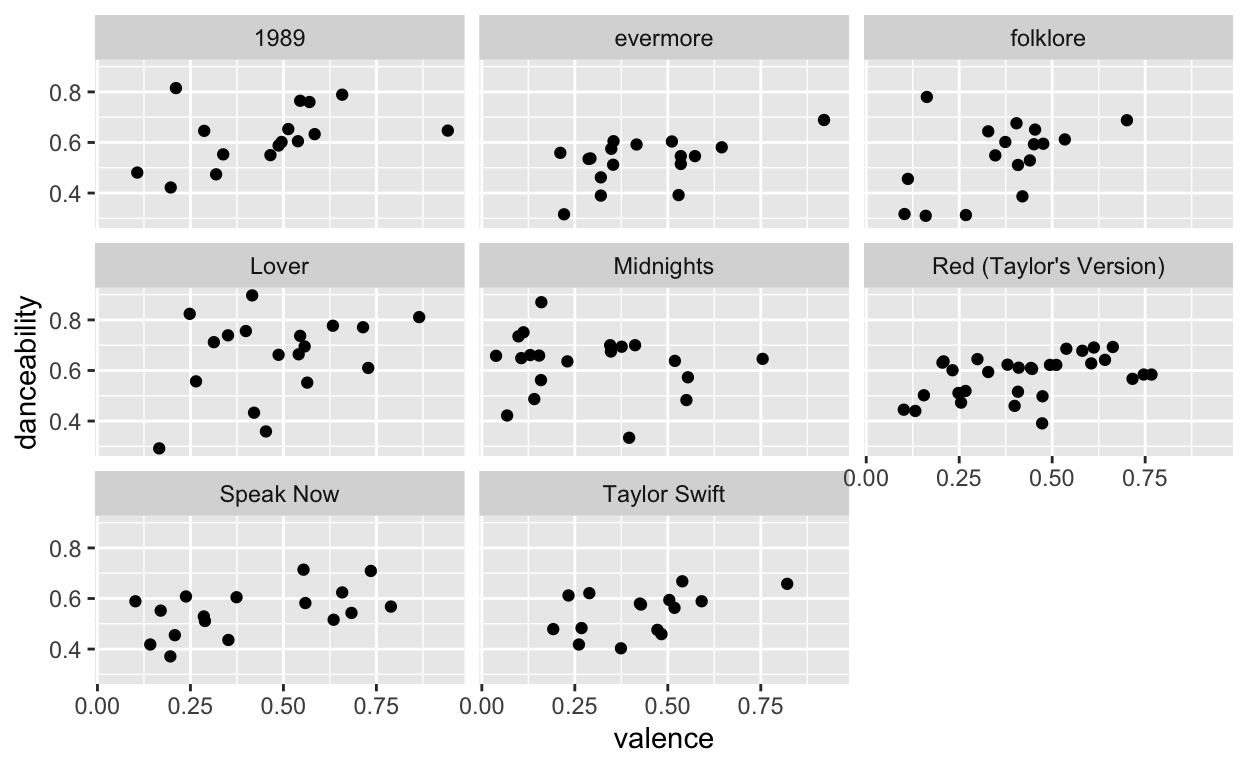 1989 evermore folklore
0.8
0.6
0.4
Lover Midnights Red (Taylor's Version)
0.8
0.6
0.4
danceability
0.00 0.25 0.50 0.75
Speak Now Taylor Swift
0.8
0.6
0.4
0.00 0.25 0.50 0.75 0.00 0.25 0.50 0.75
valence